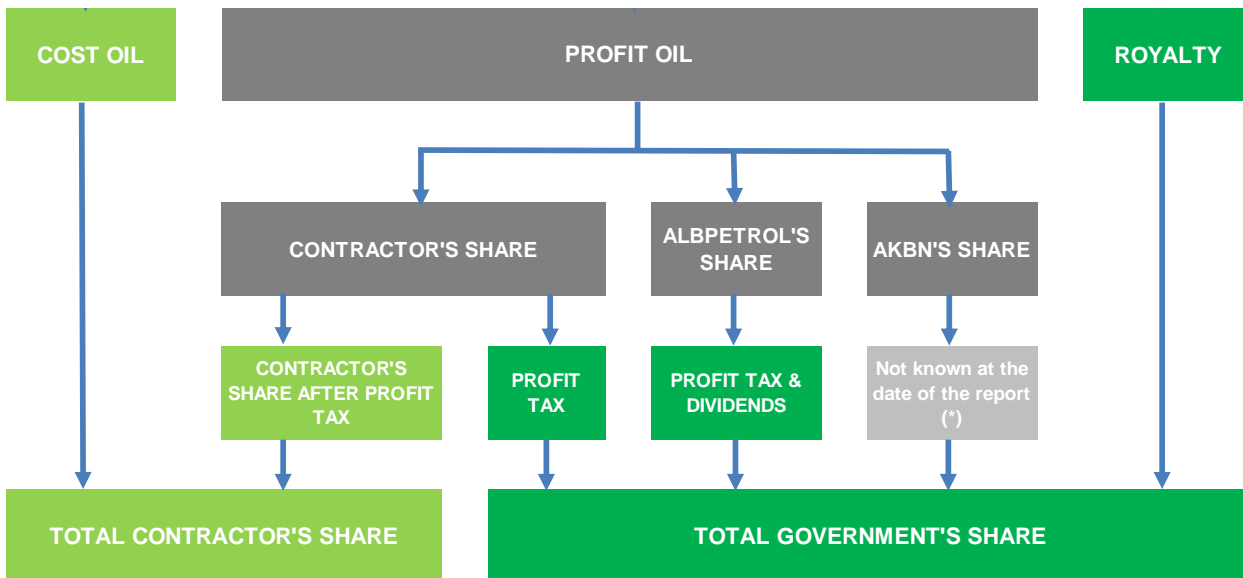 COST OIL
PROFIT OIL
ROYALTY
CONTRACTOR'S SHARE
ALBPETROL'S
SHARE
AKBN'S SHARE
CONTRACTOR'S
SHARE AFTER PROFIT
TAX
PROFIT
TAX
PROFIT TAX &
DIVIDENDS
Not known at the
date of the report
(*)
TOTAL CONTRACTOR'S SHARE
TOTAL GOVERNMENT'S SHARE